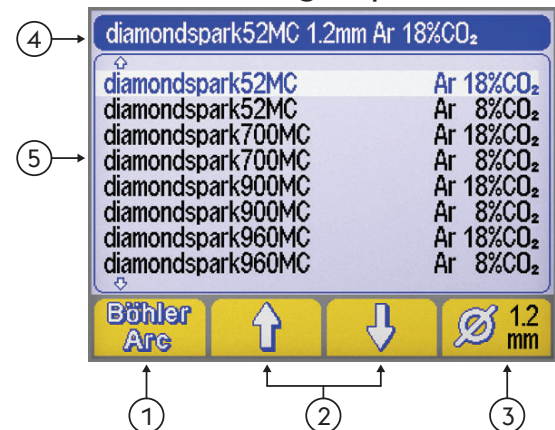 4
diamondspark52MC 1.2mm Ar 18%CO₂
5
diamondspark52MC Ar 18%CO₂
diamondspark52MC Ar 8%CO₂
diamondspark700MC Ar 18%CO₂
diamondspark700MC Ar 8%CO₂
diamondspark900MC Ar 18%CO₂
diamondspark900MC Ar 8%CO₂
diamondspark960MC Ar 18%CO₂
diamondspark960MC Ar 8%CO₂
Böhler
Arc
Ø 1.2
mm
1 2 3